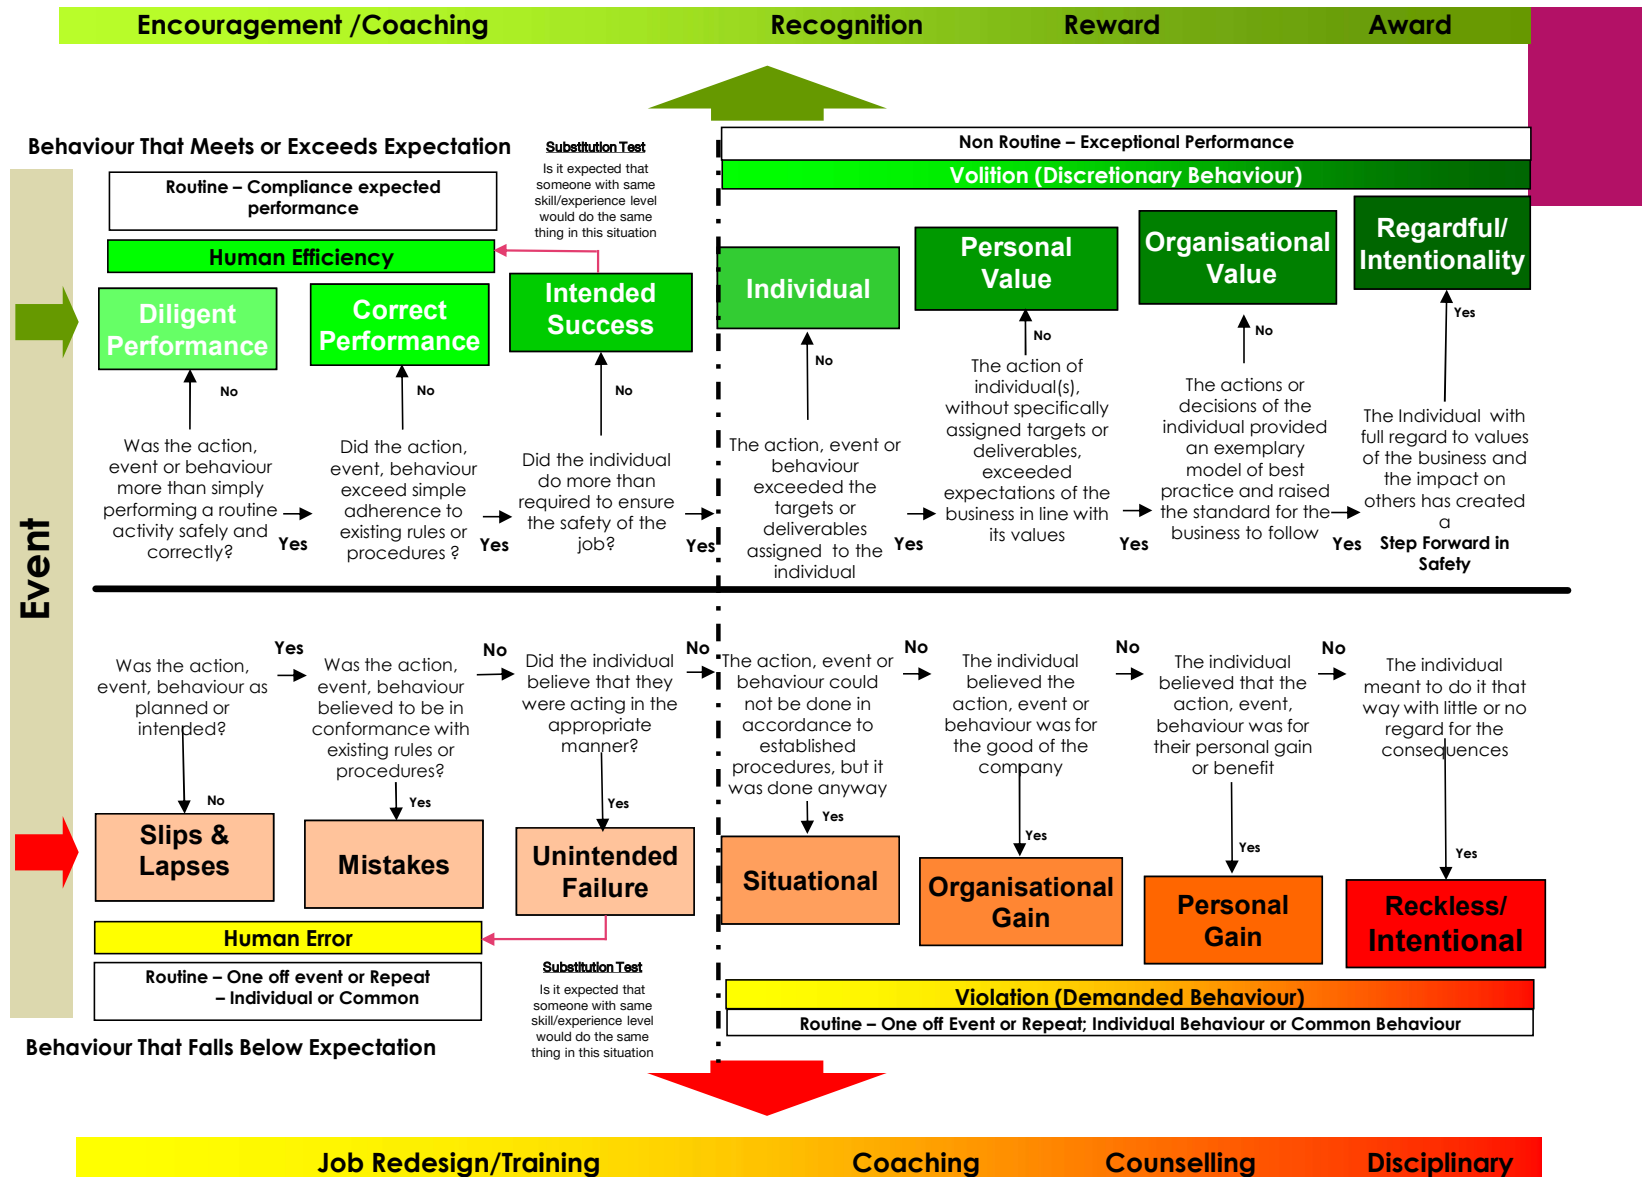 Encouragement /Coaching
Recognition
Reward
Award
Behaviour That Meets or Exceeds Expectation
Substitution Test
Is it expected that
someone with same
skill/experience level
would do the same
thing in this situation
Non Routine – Exceptional Performance
Volition (Discretionary Behaviour)
Routine – Compliance expected
performance
Human Efficiency
Event
Diligent
Performance
Correct
Performance
Intended
Success
Individual
Personal
Value
Organisational
Value
Regardful/
Intentionality
No
No
No
No
No
No
Yes
Was the action,
event or behaviour
more than simply
performing a routine
activity safely and
correctly?
Yes
Did the action,
event, behaviour
exceed simple
adherence to
existing rules or
procedures ?
Yes
Did the individual
do more than
required to ensure
the safety of the
job?
Yes
The action, event or
behaviour
exceeded the
targets or
deliverables
assigned to the
individual
Yes
The action of
individual(s),
without specifically
assigned targets or
deliverables,
exceeded
expectations of the
business in line with
its values
Yes
The actions or
decisions of the
individual provided
an exemplary
model of best
practice and raised
the standard for the
business to follow
Yes
The Individual with
full regard to values
of the business and
the impact on
others has created
a
Step Forward in
Safety
Was the action,
event, behaviour as
planned or
intended?
Yes
Was the action,
event, behaviour
believed to be in
conformance with
existing rules or
procedures?
No
Did the individual
believe that they
were acting in the
appropriate
manner?
No
The action, event or
behaviour could
not be done in
accordance to
established
procedures, but it
was done anyway
No
The individual
believed the
action, event or
behaviour was for
the good of the
company
No
The individual
believed that the
action, event,
behaviour was for
their personal gain
or benefit
No
The individual
meant to do it that
way with little or no
regard for the
consequences
No
Yes
Yes
Yes
Yes
Yes
Yes
Slips &
Lapses
Mistakes
Unintended
Failure
Situational
Organisational
Gain
Personal
Gain
Reckless/
Intentional
Human Error
Routine – One off event or Repeat
– Individual or Common
Behaviour That Falls Below Expectation
Substitution Test
Is it expected that
someone with same
skill/experience level
would do the same
thing in this situation
Violation (Demanded Behaviour)
Routine – One off Event or Repeat; Individual Behaviour or Common Behaviour
Job Redesign/Training
Coaching
Counselling
Disciplinary